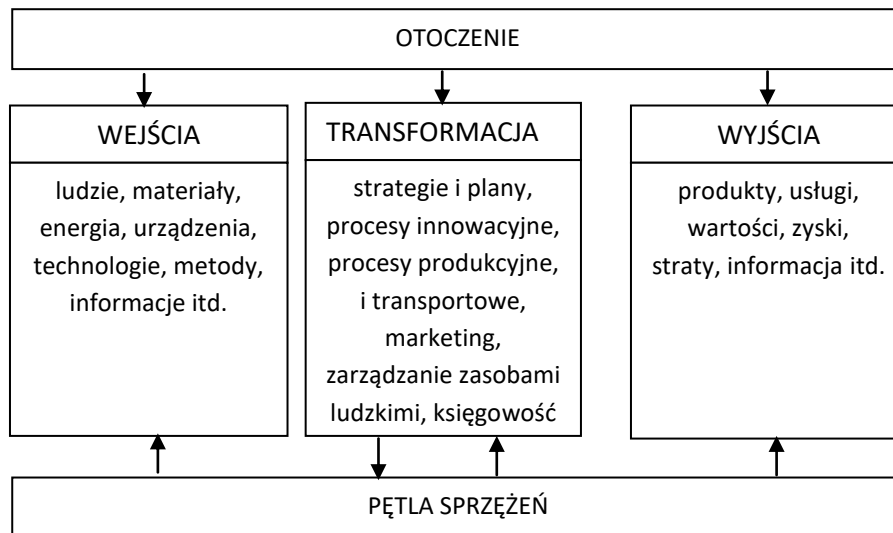 OTOCZENIE
WEJŚCIA
ludzie, materiały,
energia, urządzenia,
technologie, metody,
informacje itd.
TRANSFORMACJA
strategie i plany,
procesy innowacyjne,
procesy produkcyjne,
i transportowe,
marketing,
zarządzanie zasobami
ludzkimi, księgowość
WYJŚCIA
produkty, usługi,
wartości, zyski,
straty, informacja itd.
PĘTLA SPRZĘŻEŃ